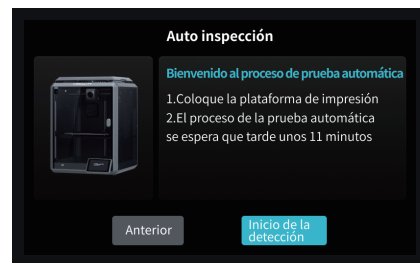 Auto inspección
Bienvenido al proceso de prueba automática
1.Coloque la plataforma de impresión
2.El proceso de la prueba automática
se espera que tarde unos 11 minutos
Anterior
Inicio de la
detección